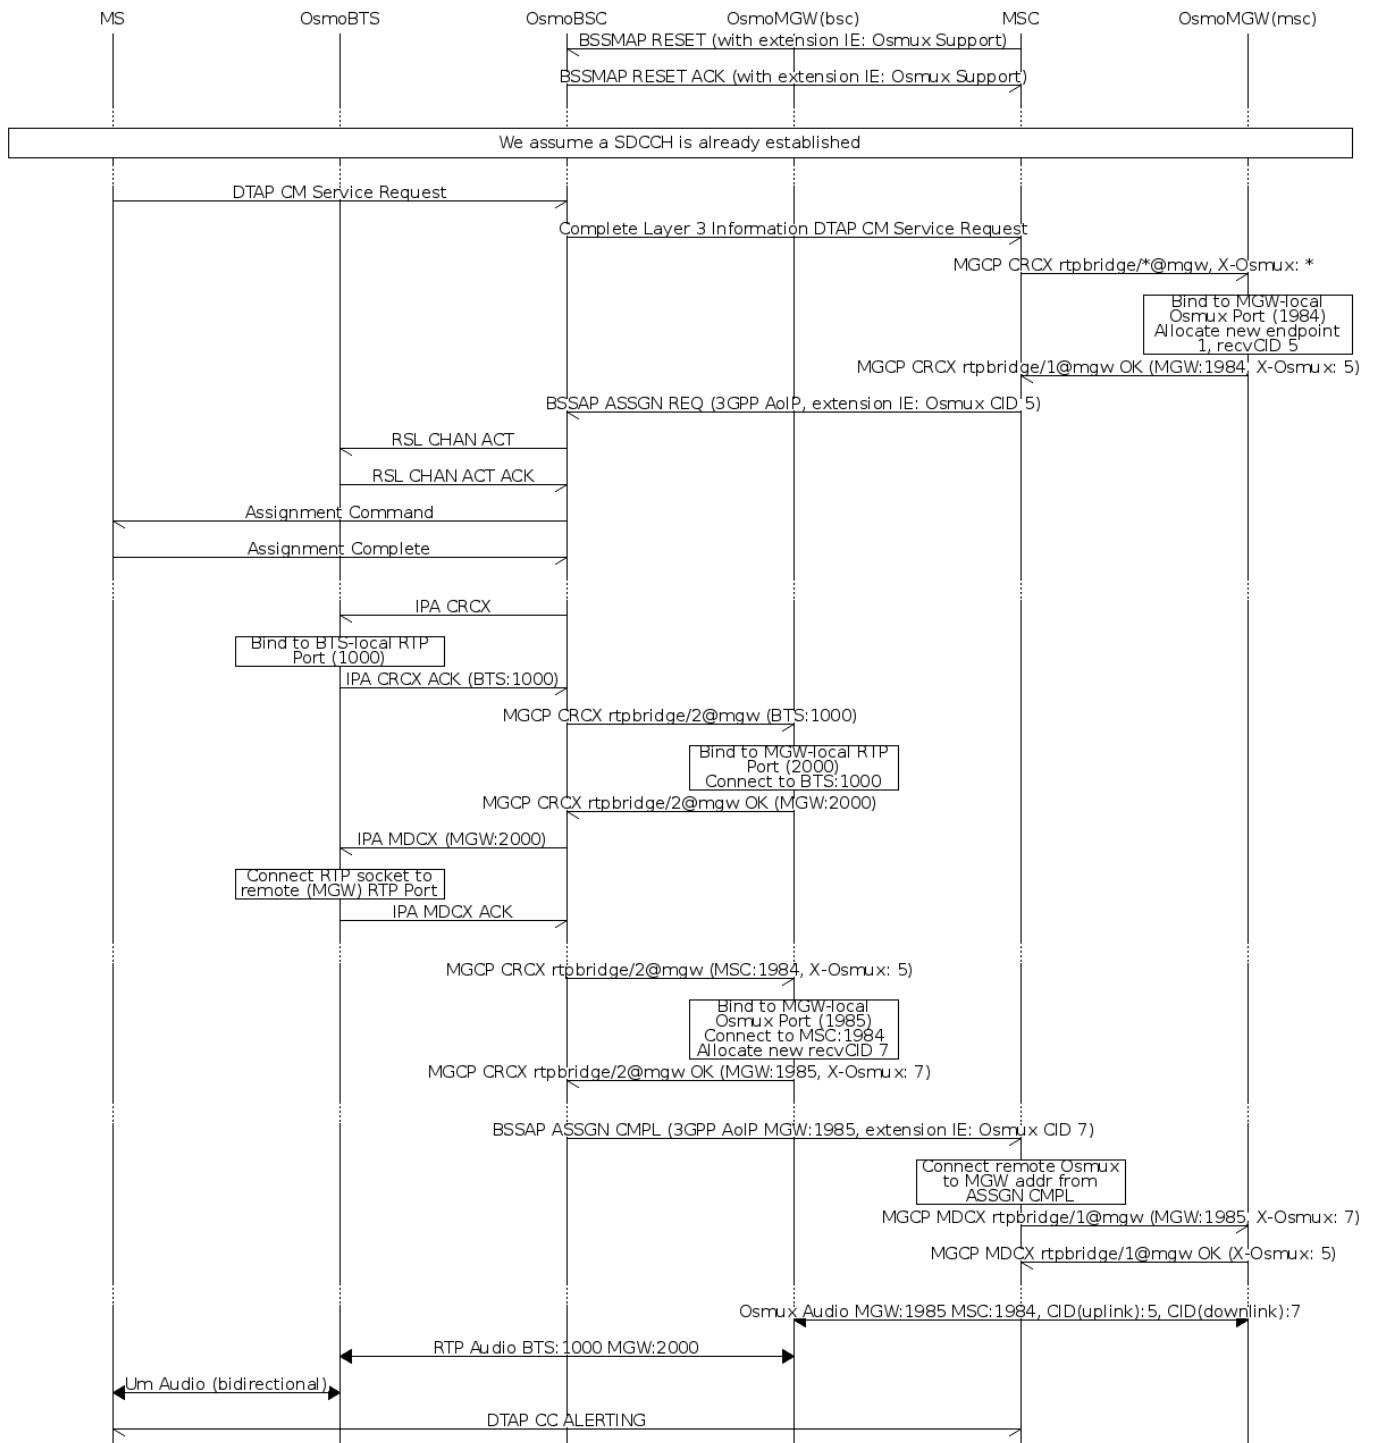 MS OsmoBTS OsmoBSC OsmoMGW(bsc) MSC OsmoMGW(msc)
BSSMAP RESET (with extension IE: Osmux Support)
BSSMAP RESET ACK (with extension IE: Osmux Support)
We assume a SDCCH is already established
DTAP CM Service Request
Complete Layer 3 Information DTAP CM Service Request
MGCP CRCX rtpbridge/*@mgw, X-Osmux: *
Bind to MGW-local
Osmux Port (1984)
Allocate new endpoint
1, recvCID 5
MGCP CRCX rtpbridge/1@mgw OK (MGW:1984, X-Osmux: 5)
BSSAP ASSGN REQ (3GPP AoIP, extension IE: Osmux CID 5)
RSL CHAN ACT
RSL CHAN ACT ACK
Assignment Command
Assignment Complete
IPA CRCX
Bind to BTS-local RTP
Port (1000)
IPA CRCX ACK (BTS:1000)
MGCP CRCX rtpbridge/2@mgw (BTS:1000)
Bind to MGW-local RTP
Port (2000)
Connect to BTS:1000
MGCP CRCX rtpbridge/2@mgw OK (MGW:2000)
IPA MDCX (MGW:2000)
Connect RTP socket to
remote (MGW) RTP Port
IPA MDCX ACK
MGCP CRCX rtpbridge/2@mgw (MSC:1984, X-Osmux: 5)
Bind to MGW-local
Osmux Port (1985)
Connect to MSC:1984
Allocate new recvCID 7
MGCP CRCX rtpbridge/2@mgw OK (MGW:1985, X-Osmux: 7)
BSSAP ASSGN CMPL (3GPP AoIP MGW:1985, extension IE: Osmux CID 7)
Connect remote Osmux
to MGW addr from
ASSGN CMPL
MGCP MDCX rtpbridge/1@mgw (MGW:1985, X-Osmux: 7)
MGCP MDCX rtpbridge/1@mgw OK (X-Osmux: 5)
Osmux Audio MGW:1985 MSC:1984, CID(uplink):5, CID(downlink):7
RTP Audio BTS:1000 MGW:2000
Um Audio (bidirectional)
DTAP CC ALERTING